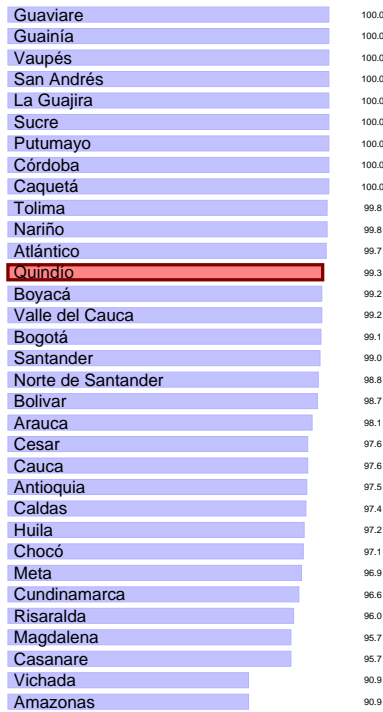 Guaviare 100.0
Guainía 100.0
Vaupés 100.0
San Andrés 100.0
La Guajira 100.0
Sucre 100.0
Putumayo 100.0
Córdoba 100.0
Caquetá 100.0
Tolima 99.8
Nariño 99.8
Atlántico 99.7
Quindío 99.3
Boyacá 99.2
Valle del Cauca 99.2
Bogotá 99.1
Santander 99.0
Norte de Santander 98.8
Bolivar 98.7
Arauca 98.1
Cesar 97.6
Cauca 97.6
Antioquia 97.5
Caldas 97.4
Huila 97.2
Chocó 97.1
Meta 96.9
Cundinamarca 96.6
Risaralda 96.0
Magdalena 95.7
Casanare 95.7
Vichada 90.9
Amazonas 90.9